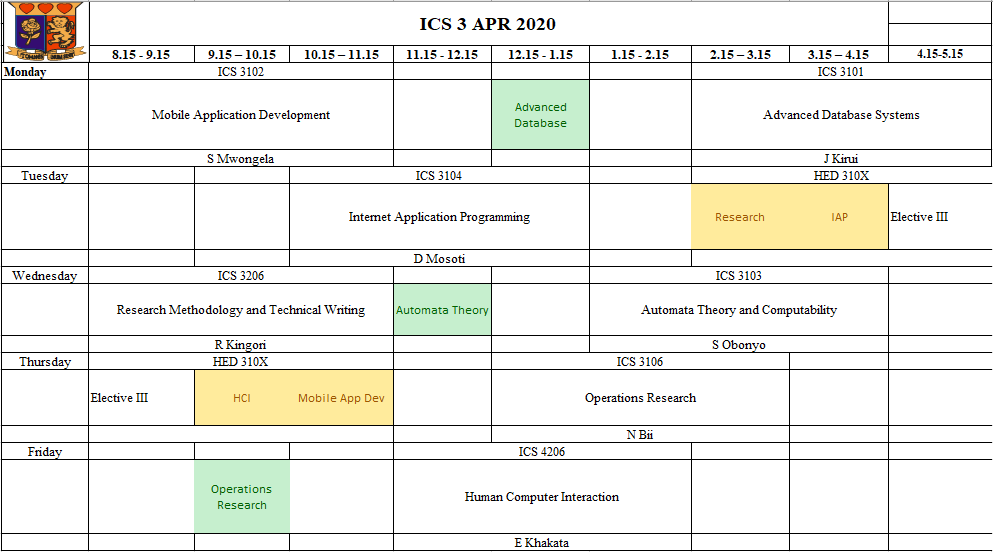 ICS 3 APR 2020
8.15 - 9.15 9.15 – 10.15 10.15 – 11.15 11.15 - 12.15 12.15 - 1.15 1.15 - 2.15 2.15 – 3.15 3.15 – 4.15 4.15-5.15
Monday ICS 3102 ICS 3101
Mobile Application Development Advanced Database Advanced Database Systems
S Mwongela J Kirui
Tuesday ICS 3104 HED 310X
Internet Application Programming Research IAP Elective III
D Mosoti
Wednesday ICS 3206 ICS 3103
Research Methodology and Technical Writing Automata Theory Automata Theory and Computability
R Kingori S Obonyo
Thursday HED 310X ICS 3106
Elective III HCI Mobile App Dev Operations Research
N Bii
Friday ICS 4206
Operations Research Human Computer Interaction
E Khakata